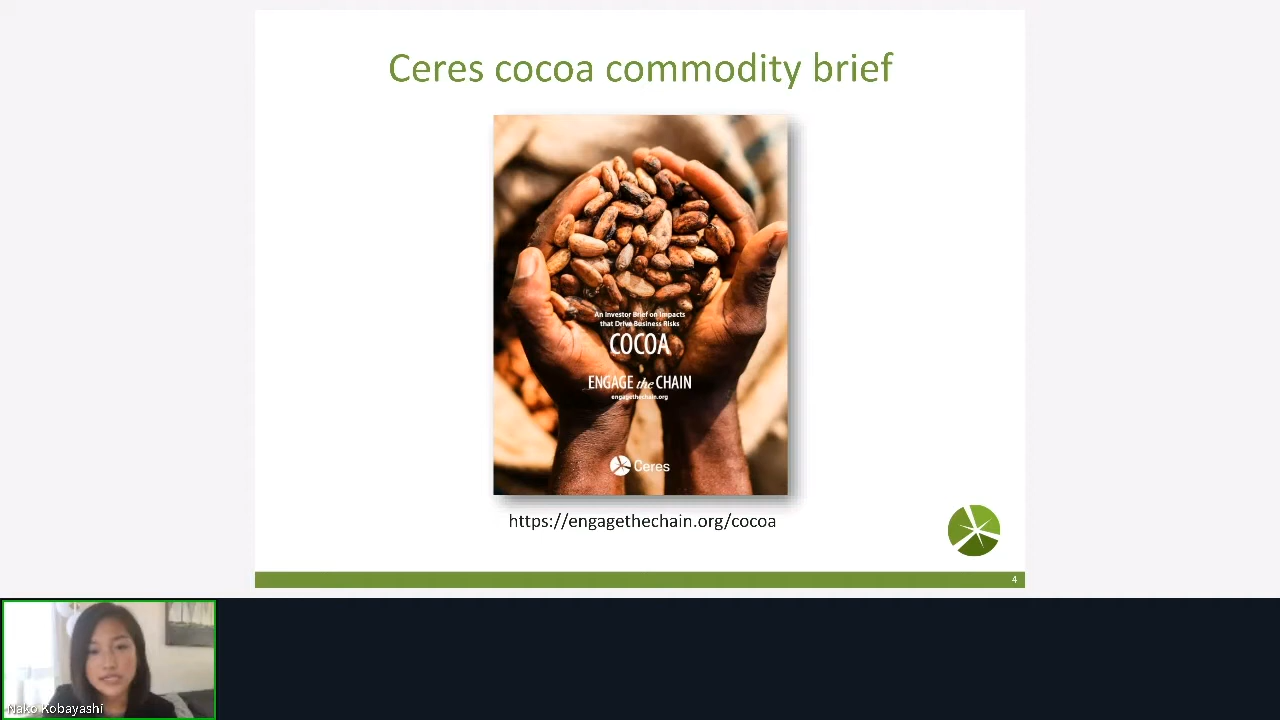 Ceres cocoa commodity brief
An Investor Brief on Impacts
that Drive Business Risks
COCOA
ENGAGE the CHAIN
engagethechain.org
Ceres
https://engagethechain.org/cocoa
4
Nako Kobayashi